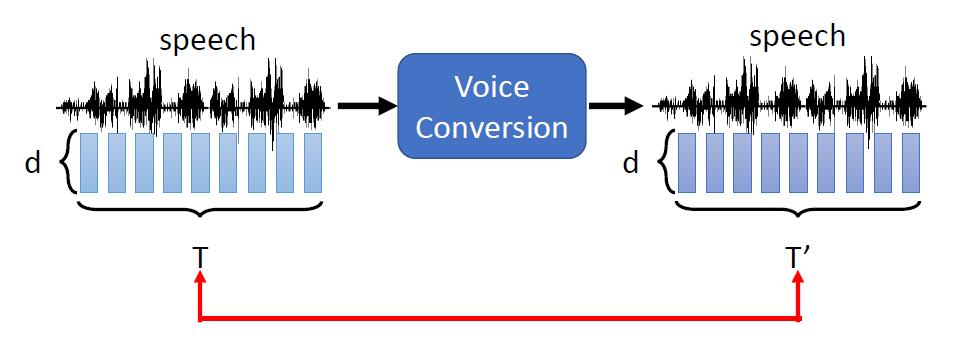 speech
Voice
Conversion
speech
d
d
T
T’